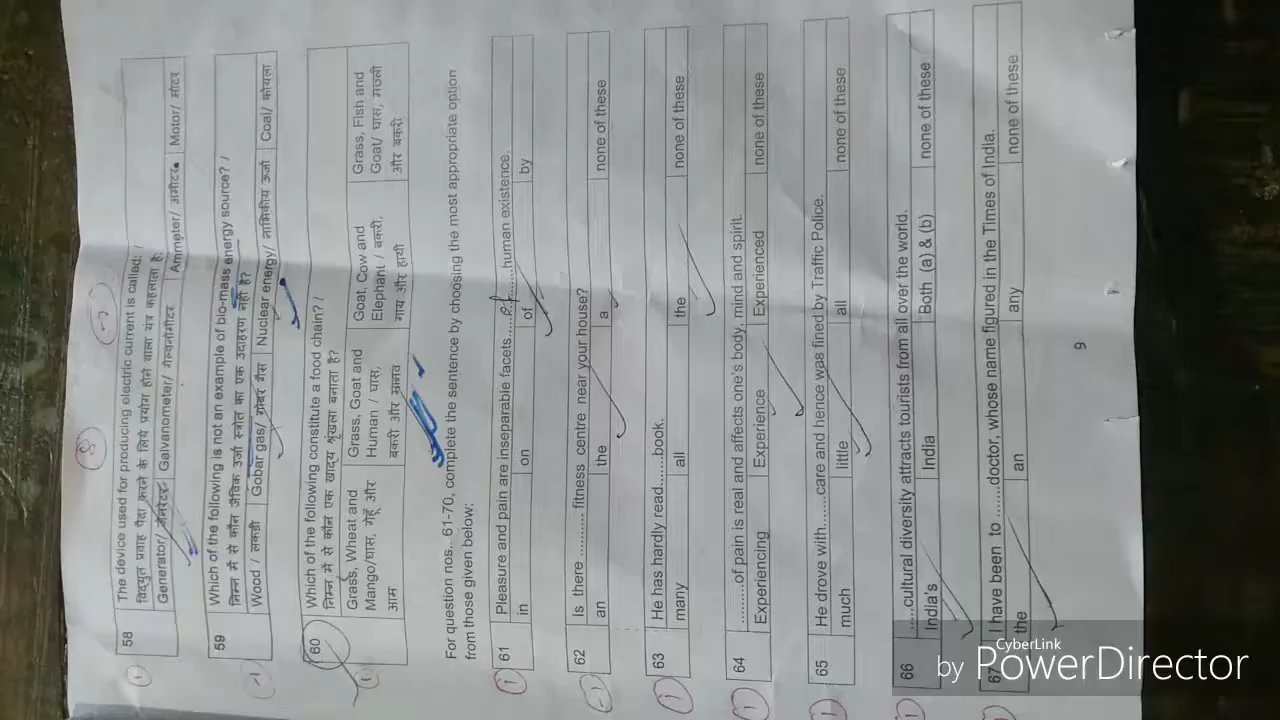 58 The device used for producing electric current is called: /
विद्युत प्रवाह पैदा करने के लिये प्रयोग होने वाला यंत्र कहलाता है:
Generator/ जेनरेटर Galvanometer/ गेल्वनोमीटर Ammeter/ अमीटर Motor/ मोटर
59 Which of the following is not an example of bio-mass energy source? /
निम्न में से कौन जैविक उर्जा स्त्रोत का एक उदाहरण नही है?
Wood / लकडी Gobar gas/ गोबर गैस Nuclear energy/ नाभिकीय ऊर्जा Coal/ कोयला
60 Which of the following constitute a food chain? /
निम्न में से कौन एक खाद्य श्रृंखला बनाता है?
Grass, Wheat and Grass, Goat and Goat, Cow and Grass, Fish and
Mango/घास, गेहूँ और Human / घास, Elephant / बकरी, Goat/ घास, मछली
आम बकरी और मानव गाय और हाथी और बकरी
For question nos. 61-70, complete the sentence by choosing the most appropriate option
from those given below:
61 Pleasure and pain are inseparable facets......of......human existence.
in on of by
62 Is there ............ fitness centre near your house?
an the a none of these
63 He has hardly read........book.
many all the none of these
64 ..........of pain is real and affects one's body, mind and spirit.
Experiencing Experience Experienced none of these
65 He drove with........care and hence was fined by Traffic Police.
much little all none of these
66 ......cultural diversity attracts tourists from all over the world.
India's India Both (a) & (b) none of these
67 I have been to ........doctor, whose name figured in the Times of India.
the an any none of these
9
by CyberLink
PowerDirector